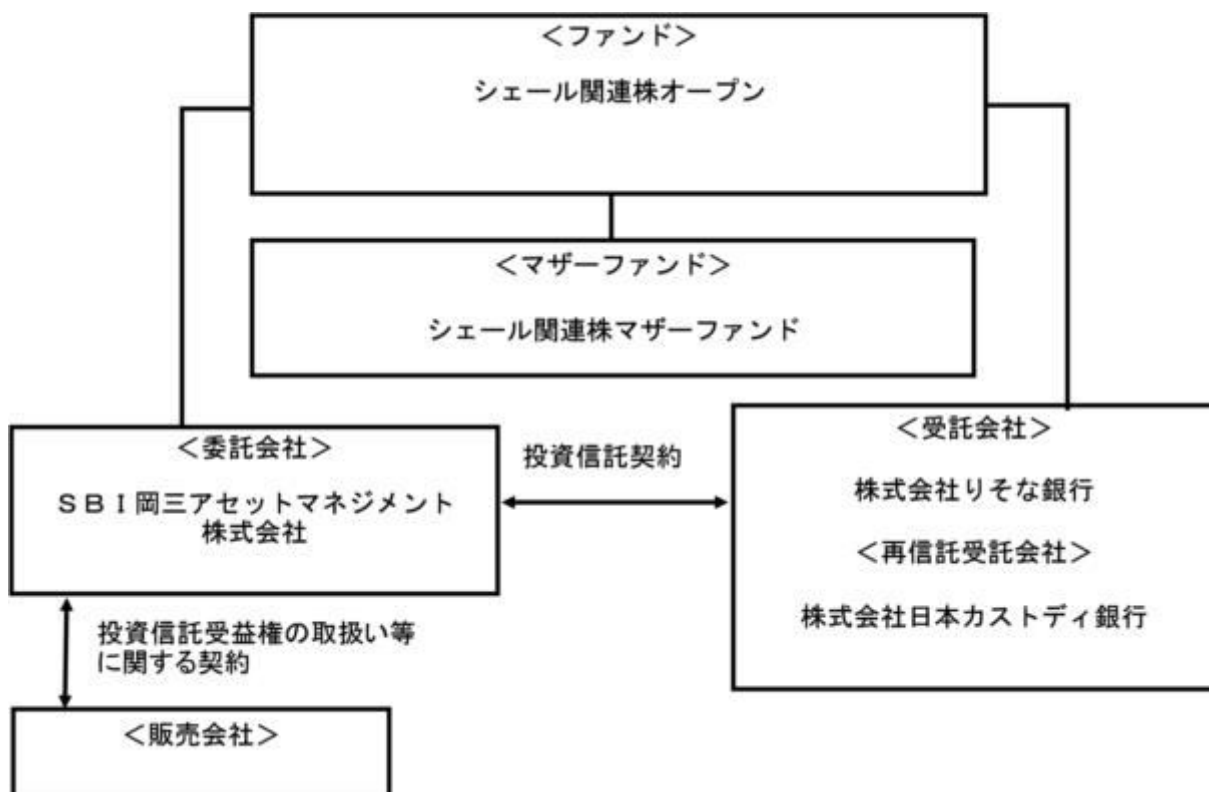 ＜ファンド＞
シェール関連株オープン
＜マザーファンド＞
シェール関連株マザーファンド
＜委託会社＞
ＳＢＩ岡三アセットマネジメント
株式会社
投資信託契約
＜受託会社＞
株式会社りそな銀行
＜再信託受託会社＞
株式会社日本カストディ銀行
投資信託受益権の取扱い等
に関する契約
＜販売会社＞